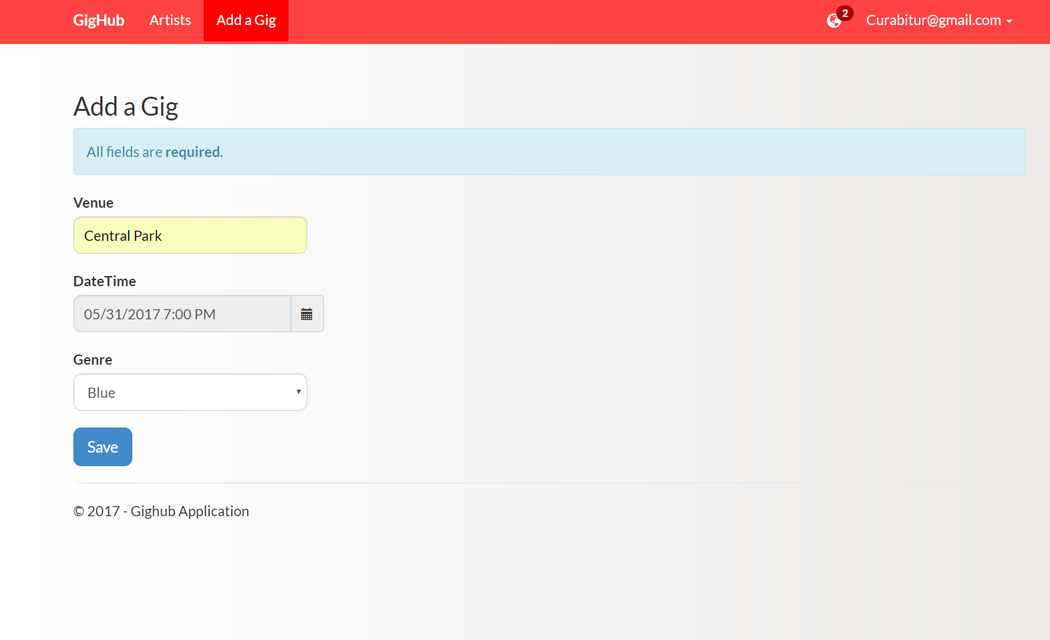 GigHub Artists Add a Gig 2 Curabitur@gmail.com
Add a Gig
All fields are required.
Venue
Central Park
DateTime
05/31/2017 7:00 PM
Genre
Blue
Save
© 2017 - Gighub Application